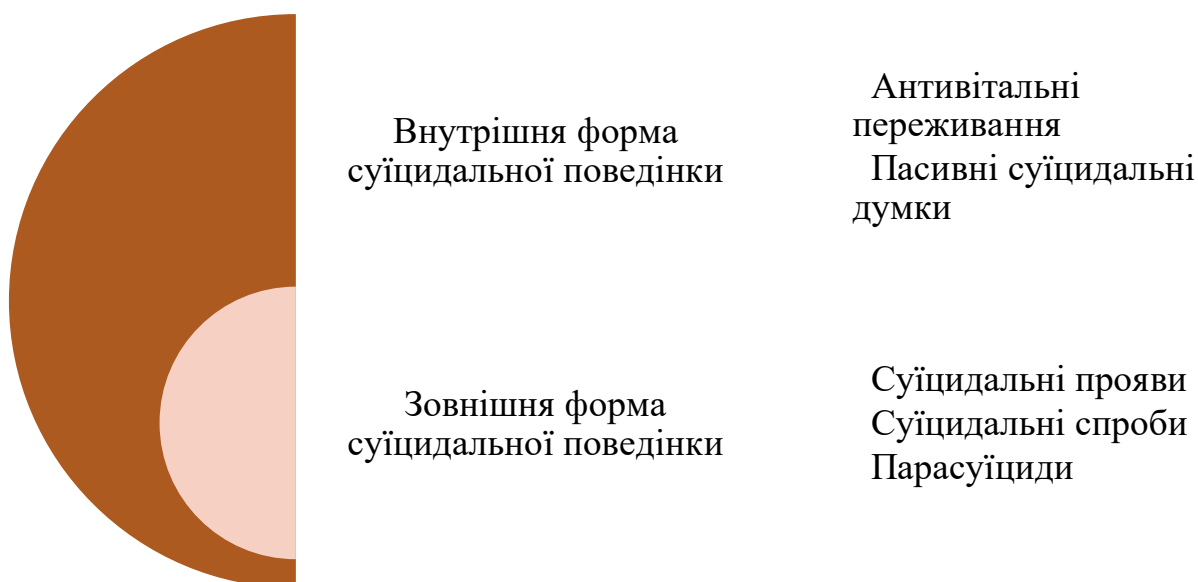 Внутрішня форма
суїцидальної поведінки
Антивітальні
переживання
Пасивні суїцидальні
думки
Зовнішня форма
суїцидальної поведінки
Суїцидальні прояви
Суїцидальні спроби
Парасуїциди